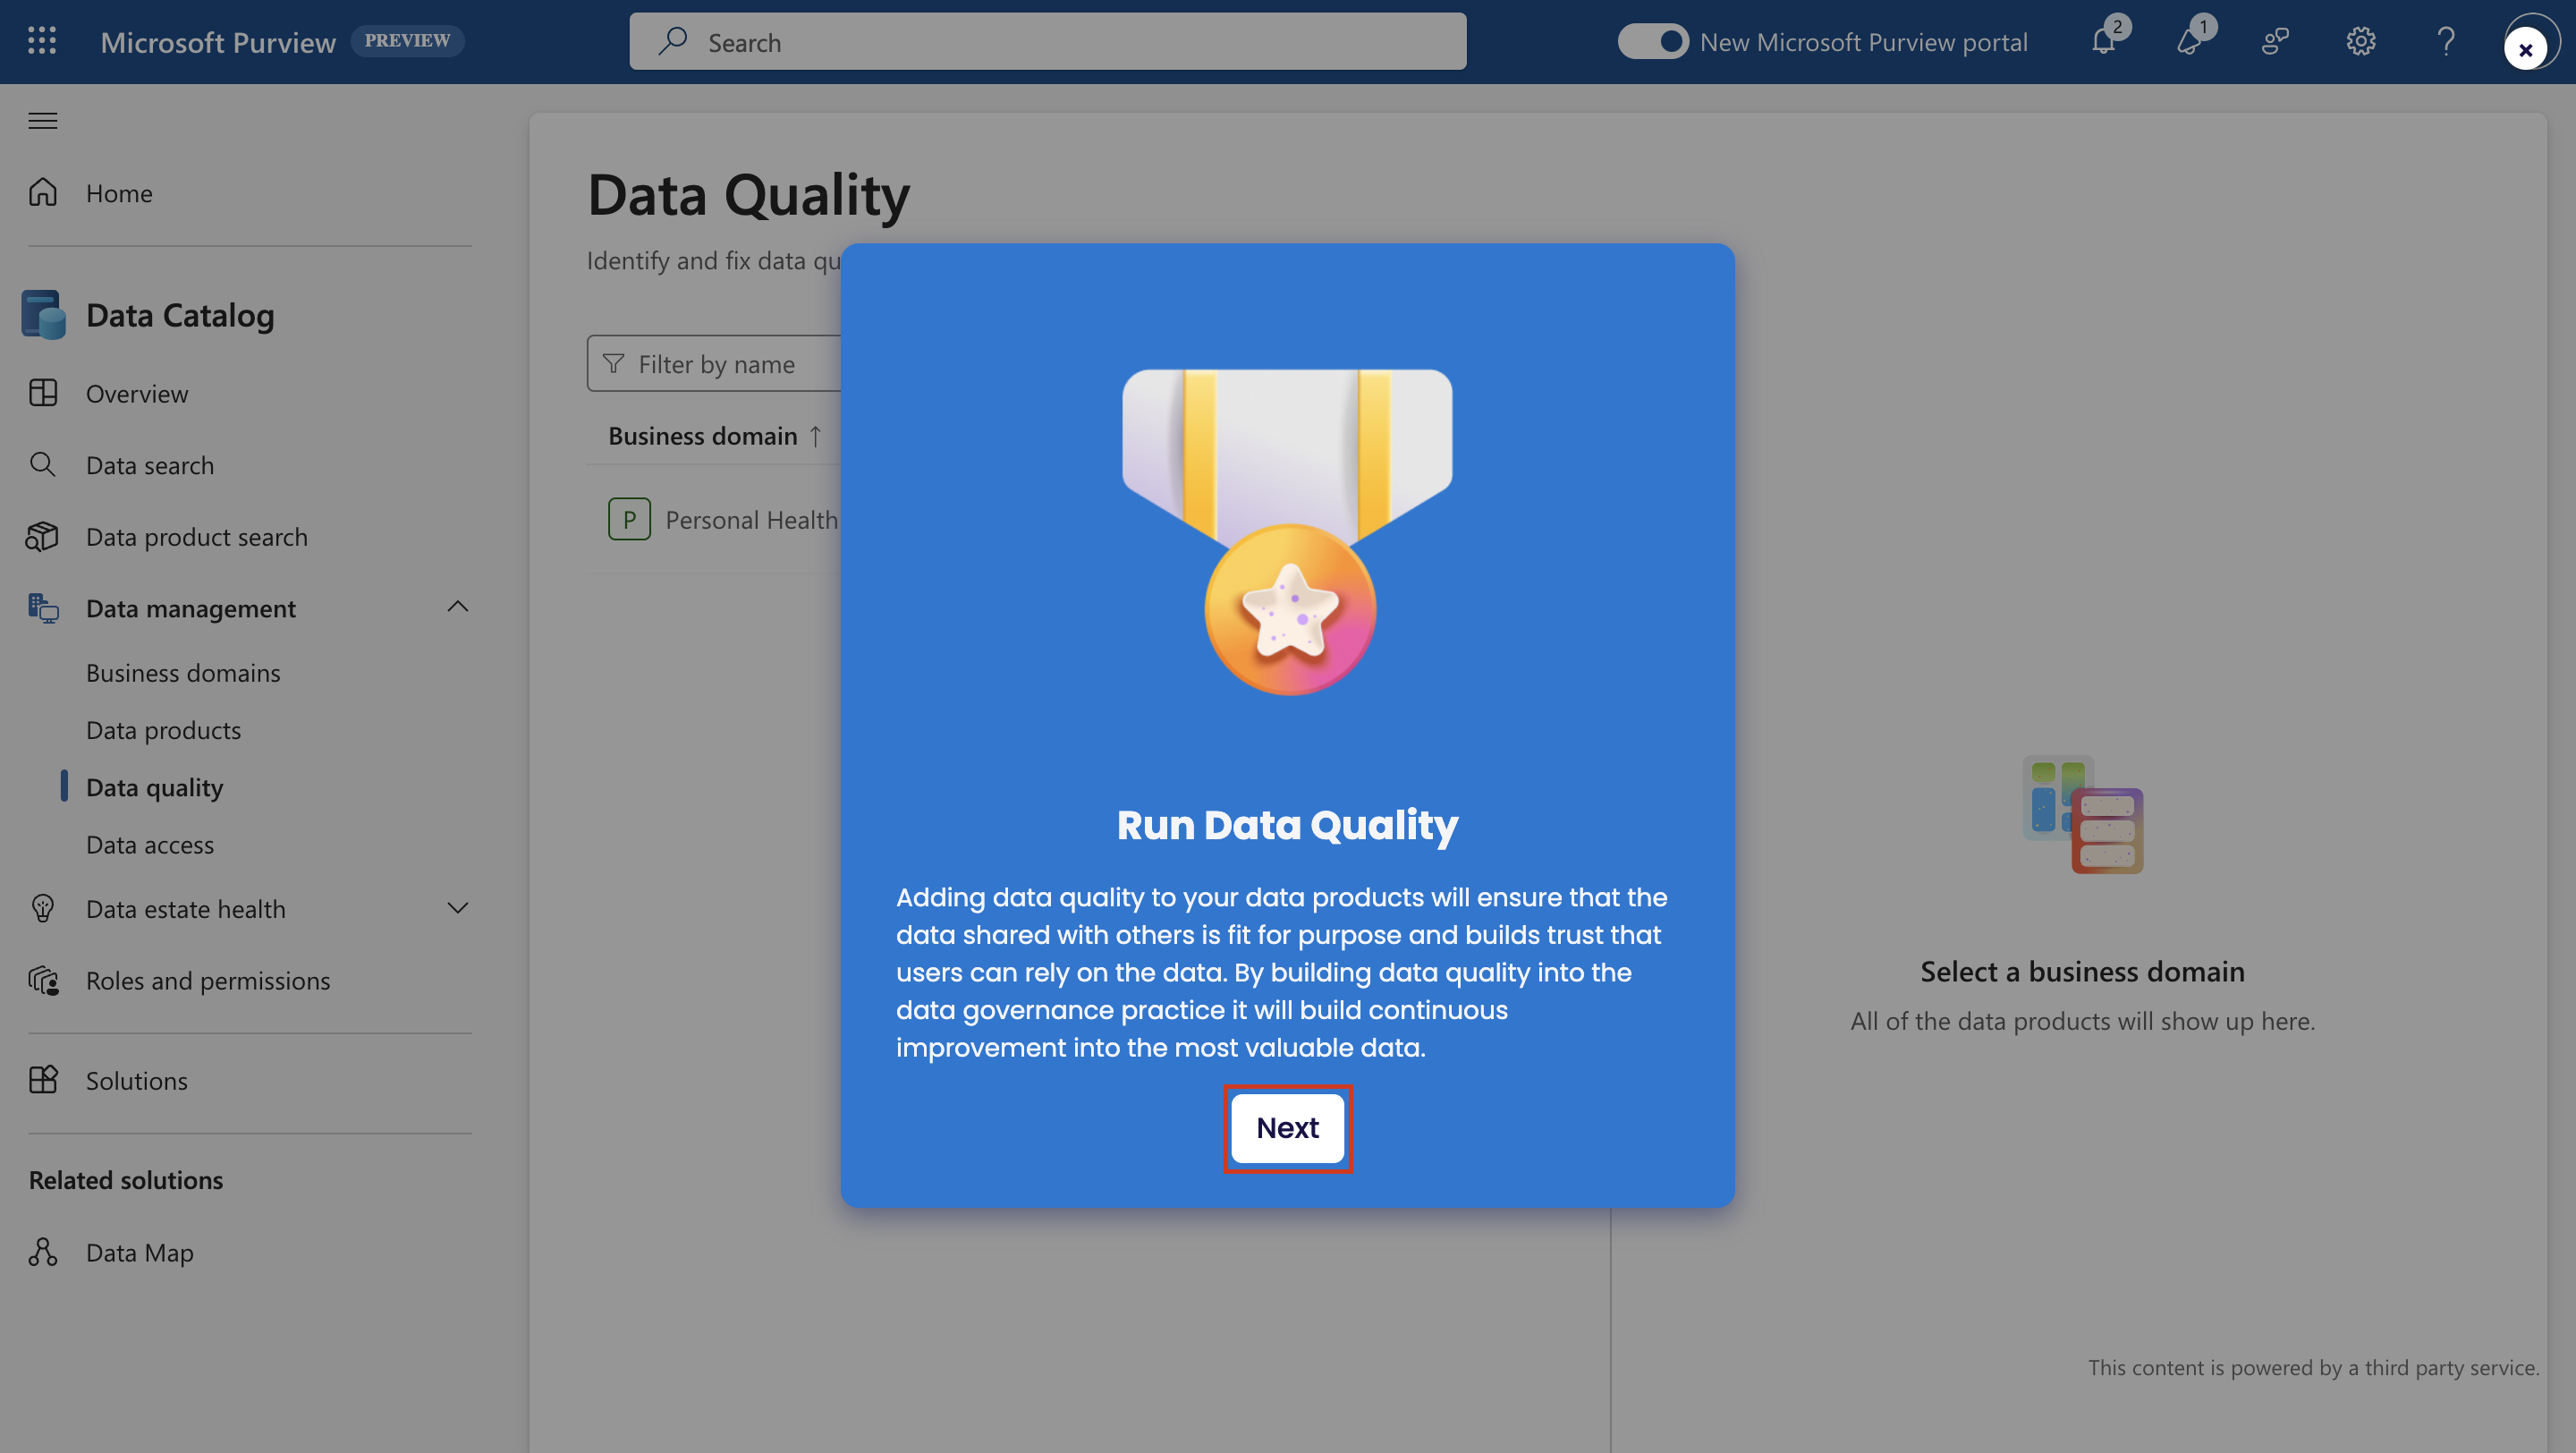 Microsoft Purview PREVIEW
Search
New Microsoft Purview portal
2
1
Home
Data Catalog
Overview
Data search
Data product search
Data management
Business domains
Data products
Data quality
Data access
Data estate health
Roles and permissions
Solutions
Related solutions
Data Map
Data Quality
Identify and fix data qu
Filter by name
Business domain ↑
P Personal Health
Run Data Quality
Adding data quality to your data products will ensure that the
data shared with others is fit for purpose and builds trust that
users can rely on the data. By building data quality into the
data governance practice it will build continuous
improvement into the most valuable data.
Next
Select a business domain
All of the data products will show up here.
This content is powered by a third party service.